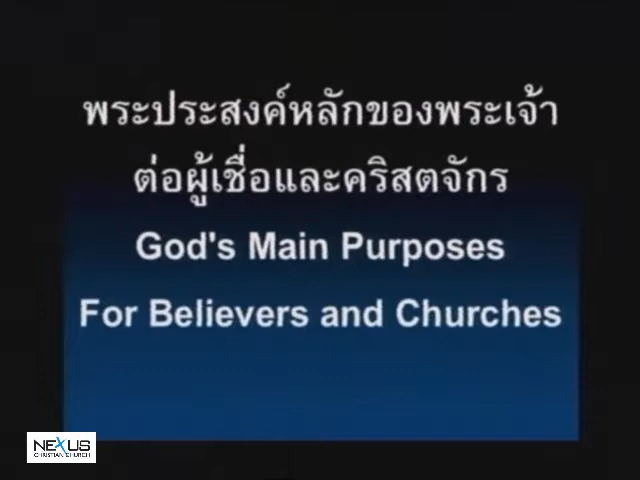 พระประสงค์หลักของพระเจ้า
ต่อผู้เชื่อและคริสตจักร
God's Main Purposes
For Believers and Churches
NEXUS
CHRISTIAN CHURCH